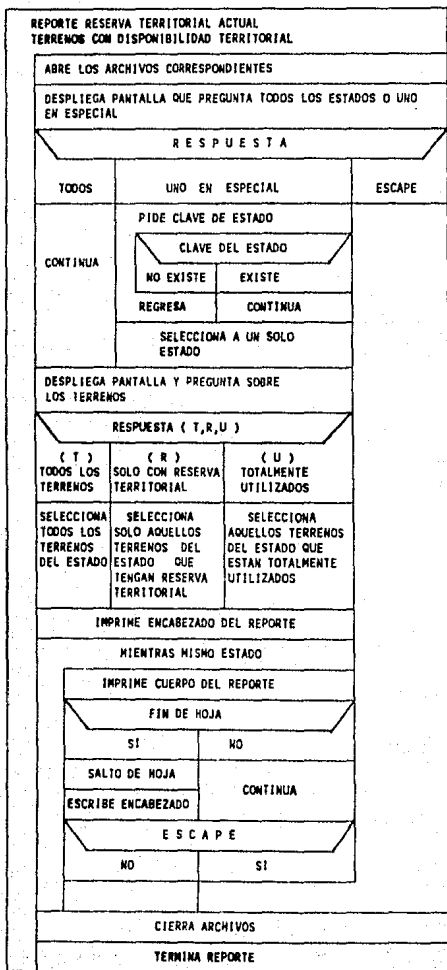 REPORTE RESERVA TERRITORIAL ACTUAL
TERRENOS CON DISPONIBILIDAD TERRITORIAL
ABRE LOS ARCHIVOS CORRESPONDIENTES
DESPLIEGA PANTALLA QUE PREGUNTA TODOS LOS ESTADOS O UNO
EN ESPECIAL
R E S P U E S T A
TODOS
UNO EN ESPECIAL
ESCAPE
PIDE CLAVE DE ESTADO
CLAVE DEL ESTADO
CONTINUA
NO EXISTE
EXISTE
REGRESA
CONTINUA
SELECCIONA A UN SOLO
ESTADO
DESPLIEGA PANTALLA Y PREGUNTA SOBRE
LOS TERRENOS
RESPUESTA ( T,R,U )
( T )
TODOS LOS
TERRENOS
( R )
SOLO CON RESERVA
TERRITORIAL
( U )
TOTALMENTE
UTILIZADOS
SELECCIONA
TODOS LOS
TERRENOS
DEL ESTADO
SELECCIONA
SOLO AQUELLOS
TERRENOS DEL
ESTADO QUE
TENGAN RESERVA
TERRITORIAL
SELECCIONA
AQUELLOS TERRENOS
DEL ESTADO QUE
ESTAN TOTALMENTE
UTILIZADOS
IMPRIME ENCABEZADO DEL REPORTE
MIENTRAS MISMO ESTADO
IMPRIME CUERPO DEL REPORTE
FIN DE HOJA
SI
NO
SALTO DE HOJA
CONTINUA
ESCRIBE ENCABEZADO
E S C A P E
NO
SI
CIERRA ARCHIVOS
TERMINA REPORTE